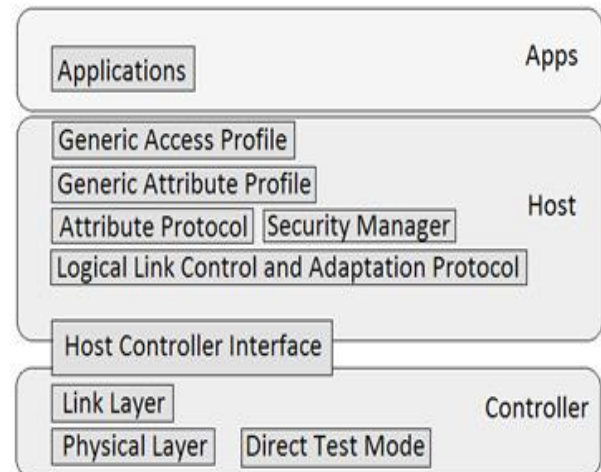 Applications
Apps
Generic Access Profile
Generic Attribute Profile
Host
Attribute Protocol Security Manager
Logical Link Control and Adaptation Protocol
Host Controller Interface
Link Layer
Controller
Physical Layer Direct Test Mode